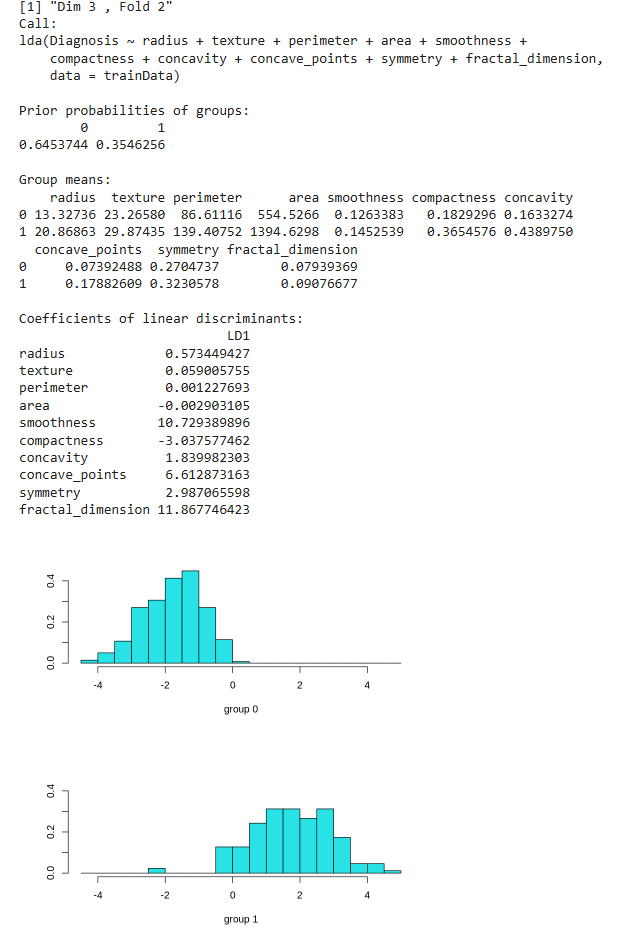 [1] "Dim 3 , Fold 2"
Call:
lda(Diagnosis ~ radius + texture + perimeter + area + smoothness +
    compactness + concavity + concave_points + symmetry + fractal_dimension,
    data = trainData)

Prior probabilities of groups:
        0         1
0.6453744 0.3546256

Group means:
    radius  texture perimeter      area smoothness compactness concavity
0 13.32736 23.26580  86.61116  554.5266  0.1263383   0.1829296 0.1633274
1 20.86863 29.87435 139.40752 1394.6298  0.1452539   0.3654576 0.4389750
  concave_points  symmetry fractal_dimension
0     0.07392488 0.2704737        0.07939369
1     0.17882609 0.3230578        0.09076677

Coefficients of linear discriminants:
                           LD1
radius             0.573449427
texture            0.059005755
perimeter          0.001227693
area              -0.002903105
smoothness        10.729389896
compactness       -3.037577462
concavity          1.839982303
concave_points     6.612873163
symmetry           2.987065598
fractal_dimension 11.867746423
0.4
0.2
0.0
-4 -2 0 2 4
group 0
0.4
0.2
0.0
-4 -2 0 2 4
group 1